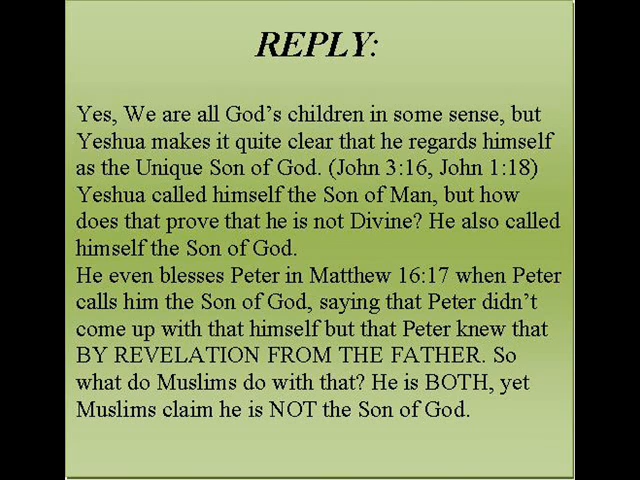 REPLY:
Yes, We are all God's children in some sense, but
Yeshua makes it quite clear that he regards himself
as the Unique Son of God. (John 3:16, John 1:18)
Yeshua called himself the Son of Man, but how
does that prove that he is not Divine? He also called
himself the Son of God.
He even blesses Peter in Matthew 16:17 when Peter
calls him the Son of God, saying that Peter didn't
come up with that himself but that Peter knew that
BY REVELATION FROM THE FATHER. So
what do Muslims do with that? He is BOTH, yet
Muslims claim he is NOT the Son of God.